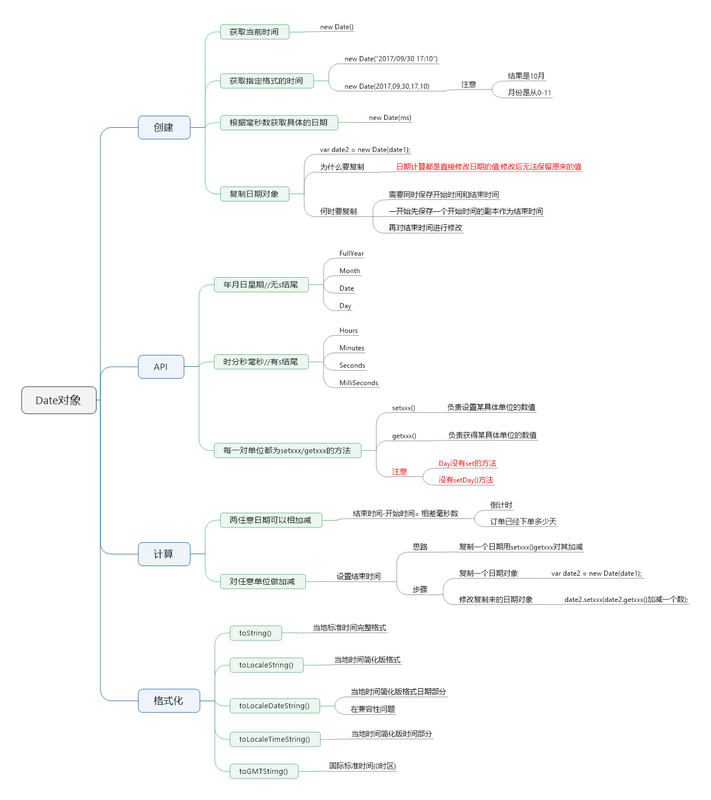 Date对象
创建
获取当前时间
new Date()
获取指定格式的时间
new Date("2017/09/30 17:10")
new Date(2017,09,30,17,10)
注意
结果是10月
月份是从0-11
根据毫秒数获取具体的日期
new Date(ms)
复制日期对象
var date2 = new Date(date1);
为什么要复制
日期计算都是直接修改日期的值,修改后无法保留原来的值
何时要复制
需要同时保存开始时间和结束时间
一开始先保存一个开始时间的副本作为结束时间
再对结束时间进行修改
API
年月日星期//无s结尾
FullYear
Month
Date
Day
时分秒毫秒//有s结尾
Hours
Minutes
Seconds
MilliSeconds
每一对单位都为setxxx/getxxx的方法
setxxx()
负责设置某具体单位的数值
getxxx()
负责获得某具体单位的数值
注意
Day没有set的方法
没有setDay()方法
计算
两任意日期可以相加减
结束时间-开始时间= 相差毫秒数
倒计时
订单已经下单多少天
对任意单位做加减
设置结束时间
思路
复制一个日期用setxxx()getxxx对其加减
步骤
复制一个日期对象
var date2 = new Date(date1);
修改复制来的日期对象
date2.setxxx(date2.getxxx()加减一个数);
格式化
toString()
当地标准时间完整格式
toLocaleString()
当地时间简化版格式
toLocaleDateString()
当地时间简化版格式日期部分
在兼容性问题
toLocaleTimeString()
当地时间简化版时间部分
toGMTStirng()
国际标准时间(0时区)